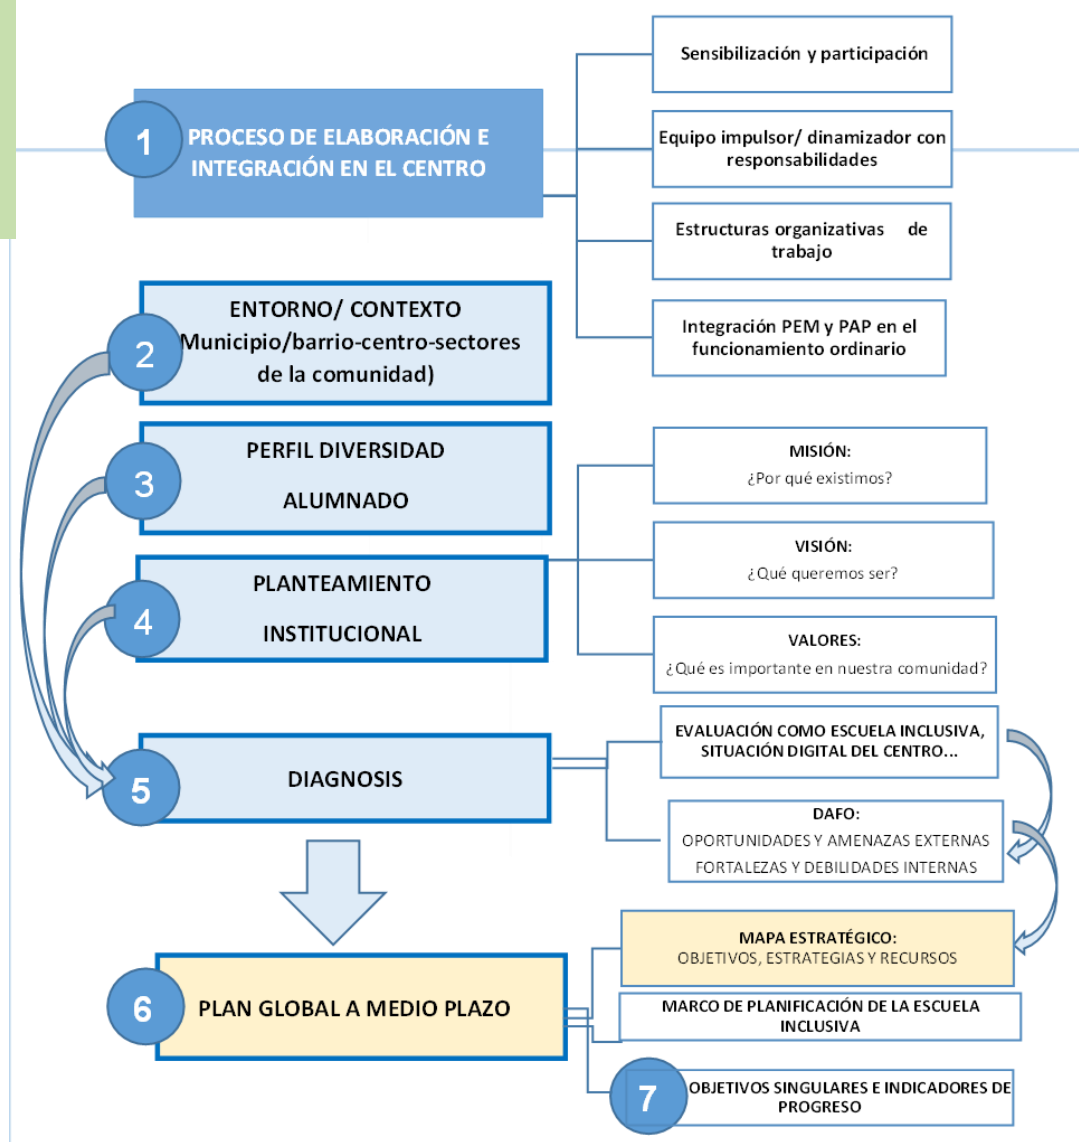 Sensibilización y participación
1
PROCESO DE ELABORACIÓN E
INTEGRACIÓN EN EL CENTRO
Equipo impulsor/ dinamizador con
responsabilidades
Estructuras organizativas de
trabajo
Integración PEM y PAP en el
funcionamiento ordinario
2
ENTORNO/ CONTEXTO
Municipio/barrio-centro-sectores
de la comunidad)
3
PERFIL DIVERSIDAD
ALUMNADO
MISIÓN:
¿Por qué existimos?
VISIÓN:
¿Qué queremos ser?
4
PLANTEAMIENTO
INSTITUCIONAL
VALORES:
¿Qué es importante en nuestra comunidad?
5
DIAGNOSIS
EVALUACIÓN COMO ESCUELA INCLUSIVA,
SITUACIÓN DIGITAL DEL CENTRO...
DAFO:
OPORTUNIDADES Y AMENAZAS EXTERNAS
FORTALEZAS Y DEBILIDADES INTERNAS
6
PLAN GLOBAL A MEDIO PLAZO
MAPA ESTRATÉGICO:
OBJETIVOS, ESTRATEGIAS Y RECURSOS
MARCO DE PLANIFICACIÓN DE LA ESCUELA
INCLUSIVA
7
OBJETIVOS SINGULARES E INDICADORES DE
PROGRESO